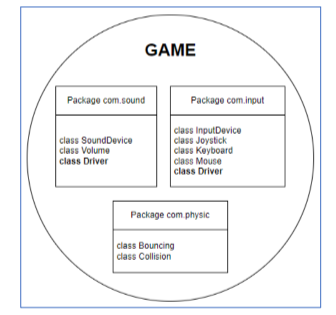 GAME
Package com.sound
class SoundDevice
class Volume
class Driver
Package com.input
class InputDevice
class Joystick
class Keyboard
class Mouse
class Driver
Package com.physic
class Bouncing
class Collision